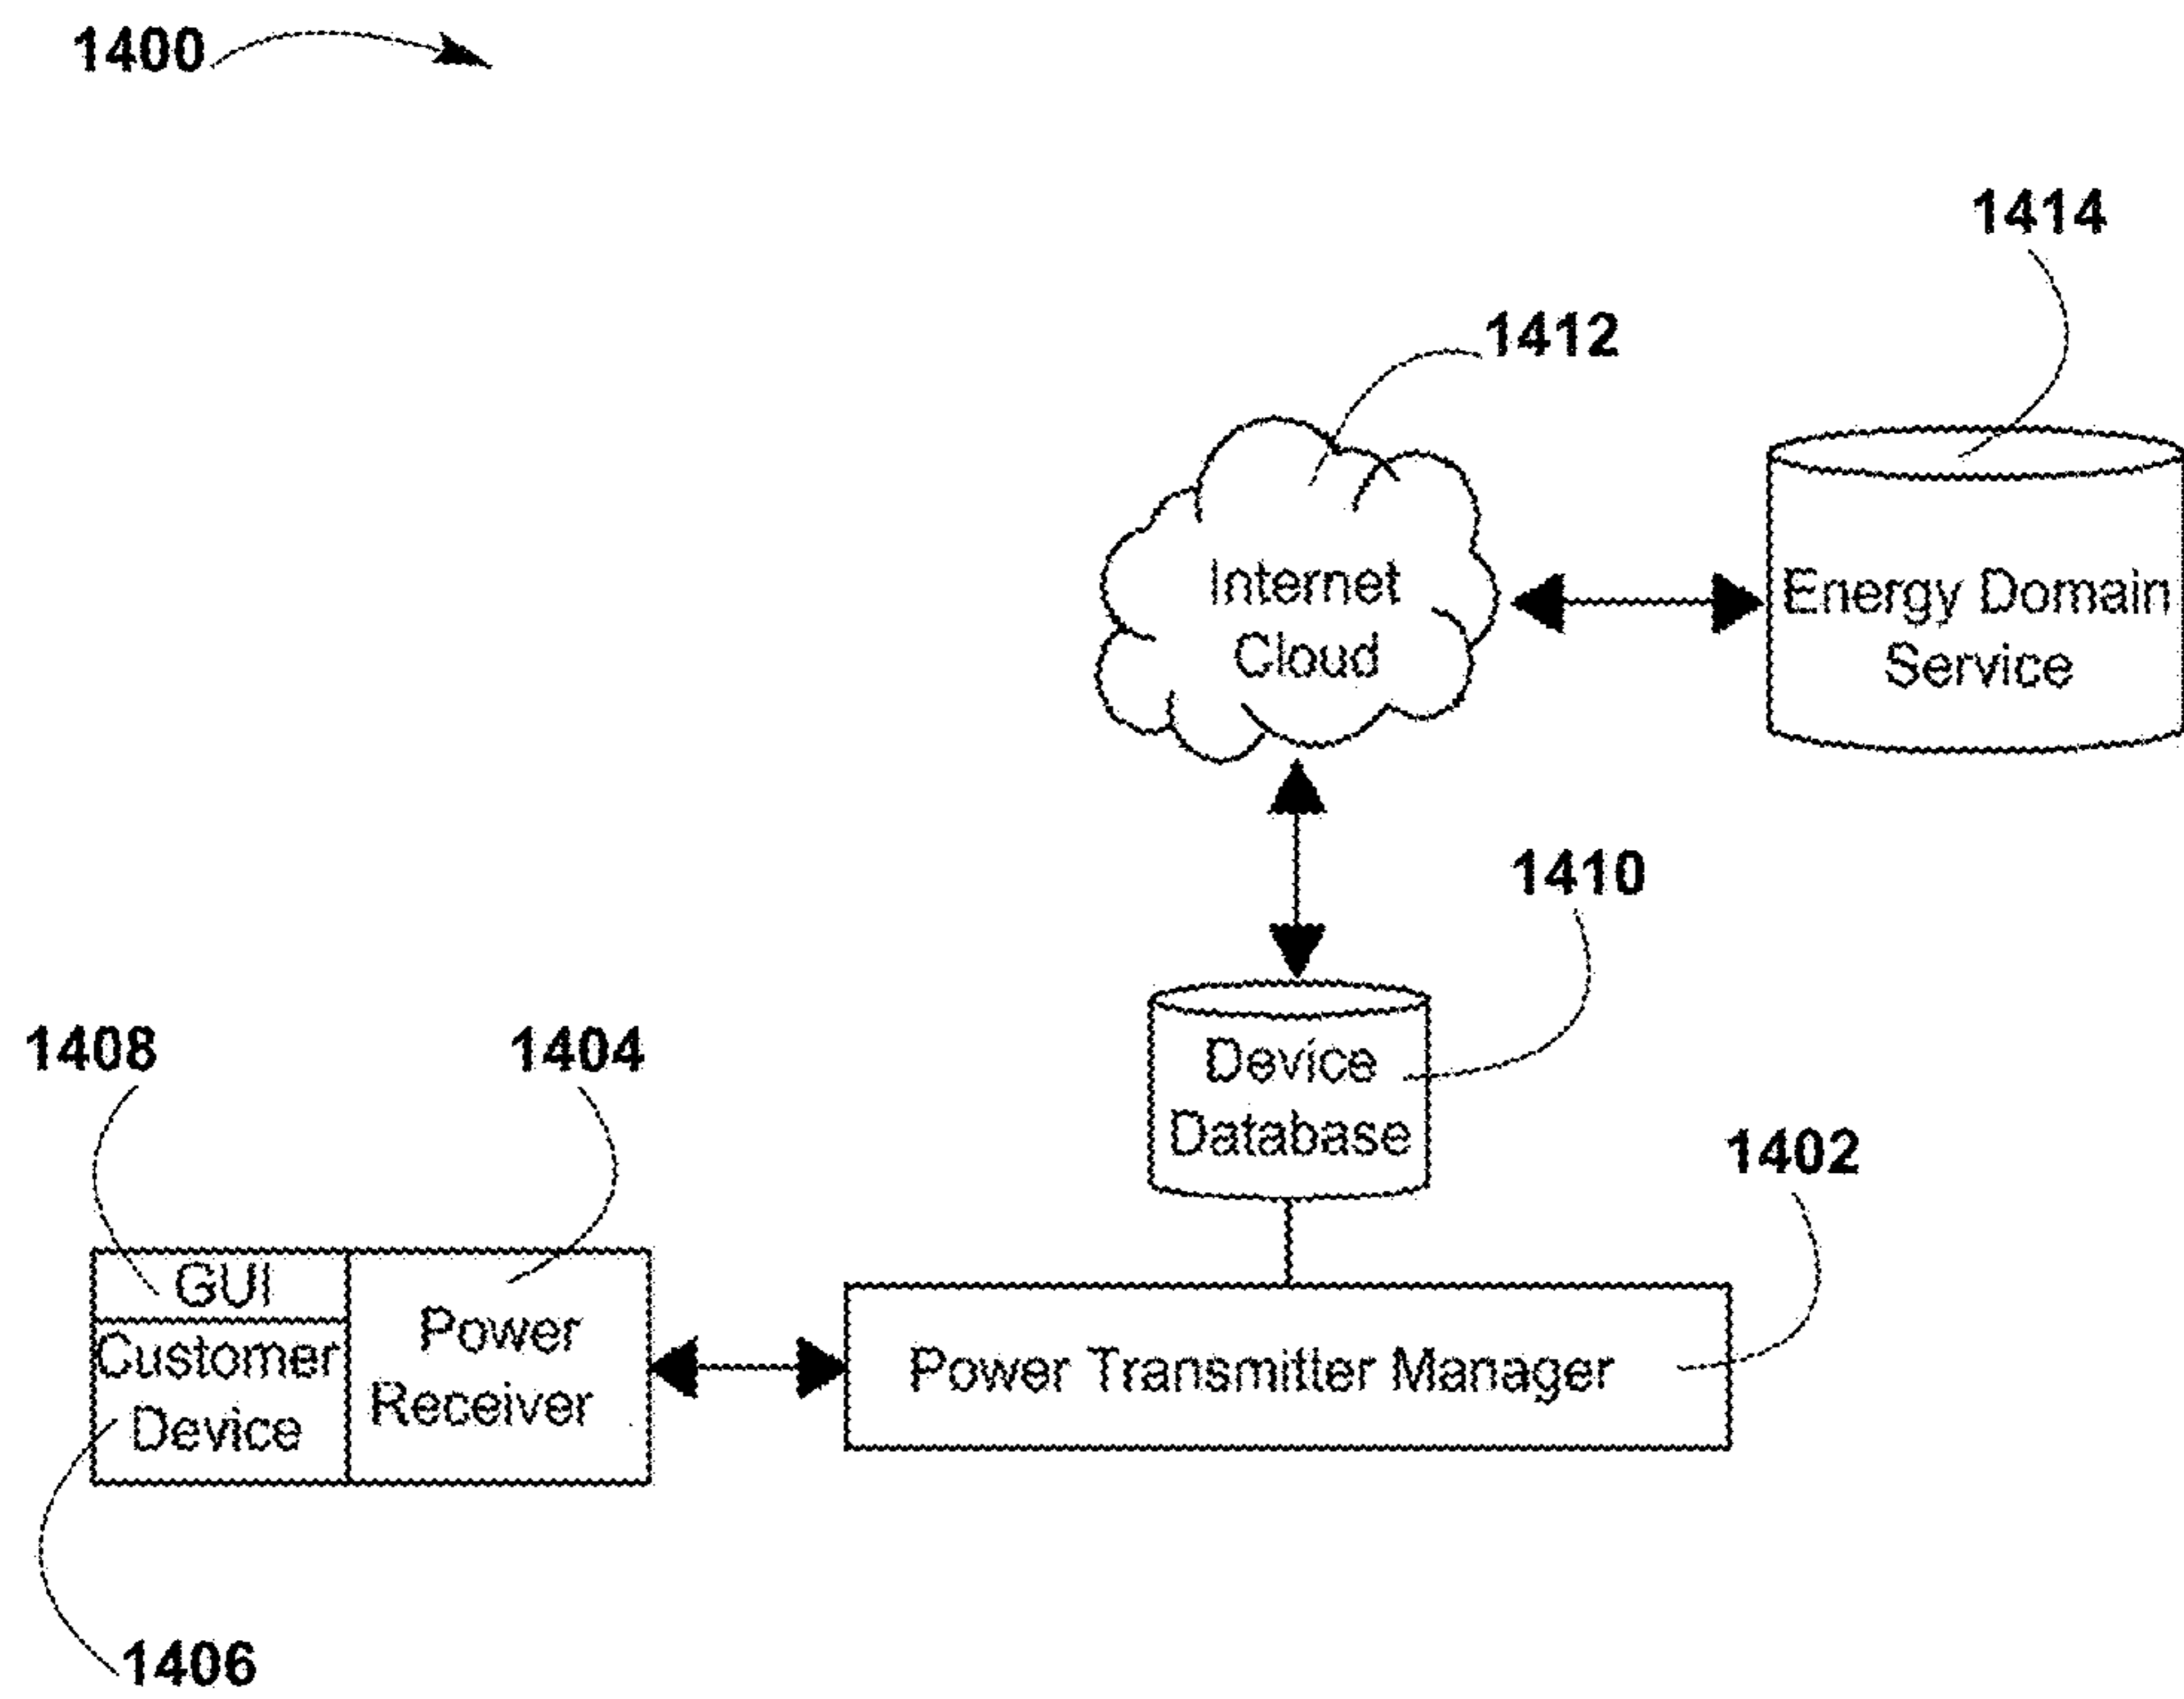 1400
1414
1412
Internet
Cloud
Energy Domain
Service
1410
Device
Database
1408
1404
1402
GUI
Customer
Device
Power
Receiver
Power Transmitter Manager
1406